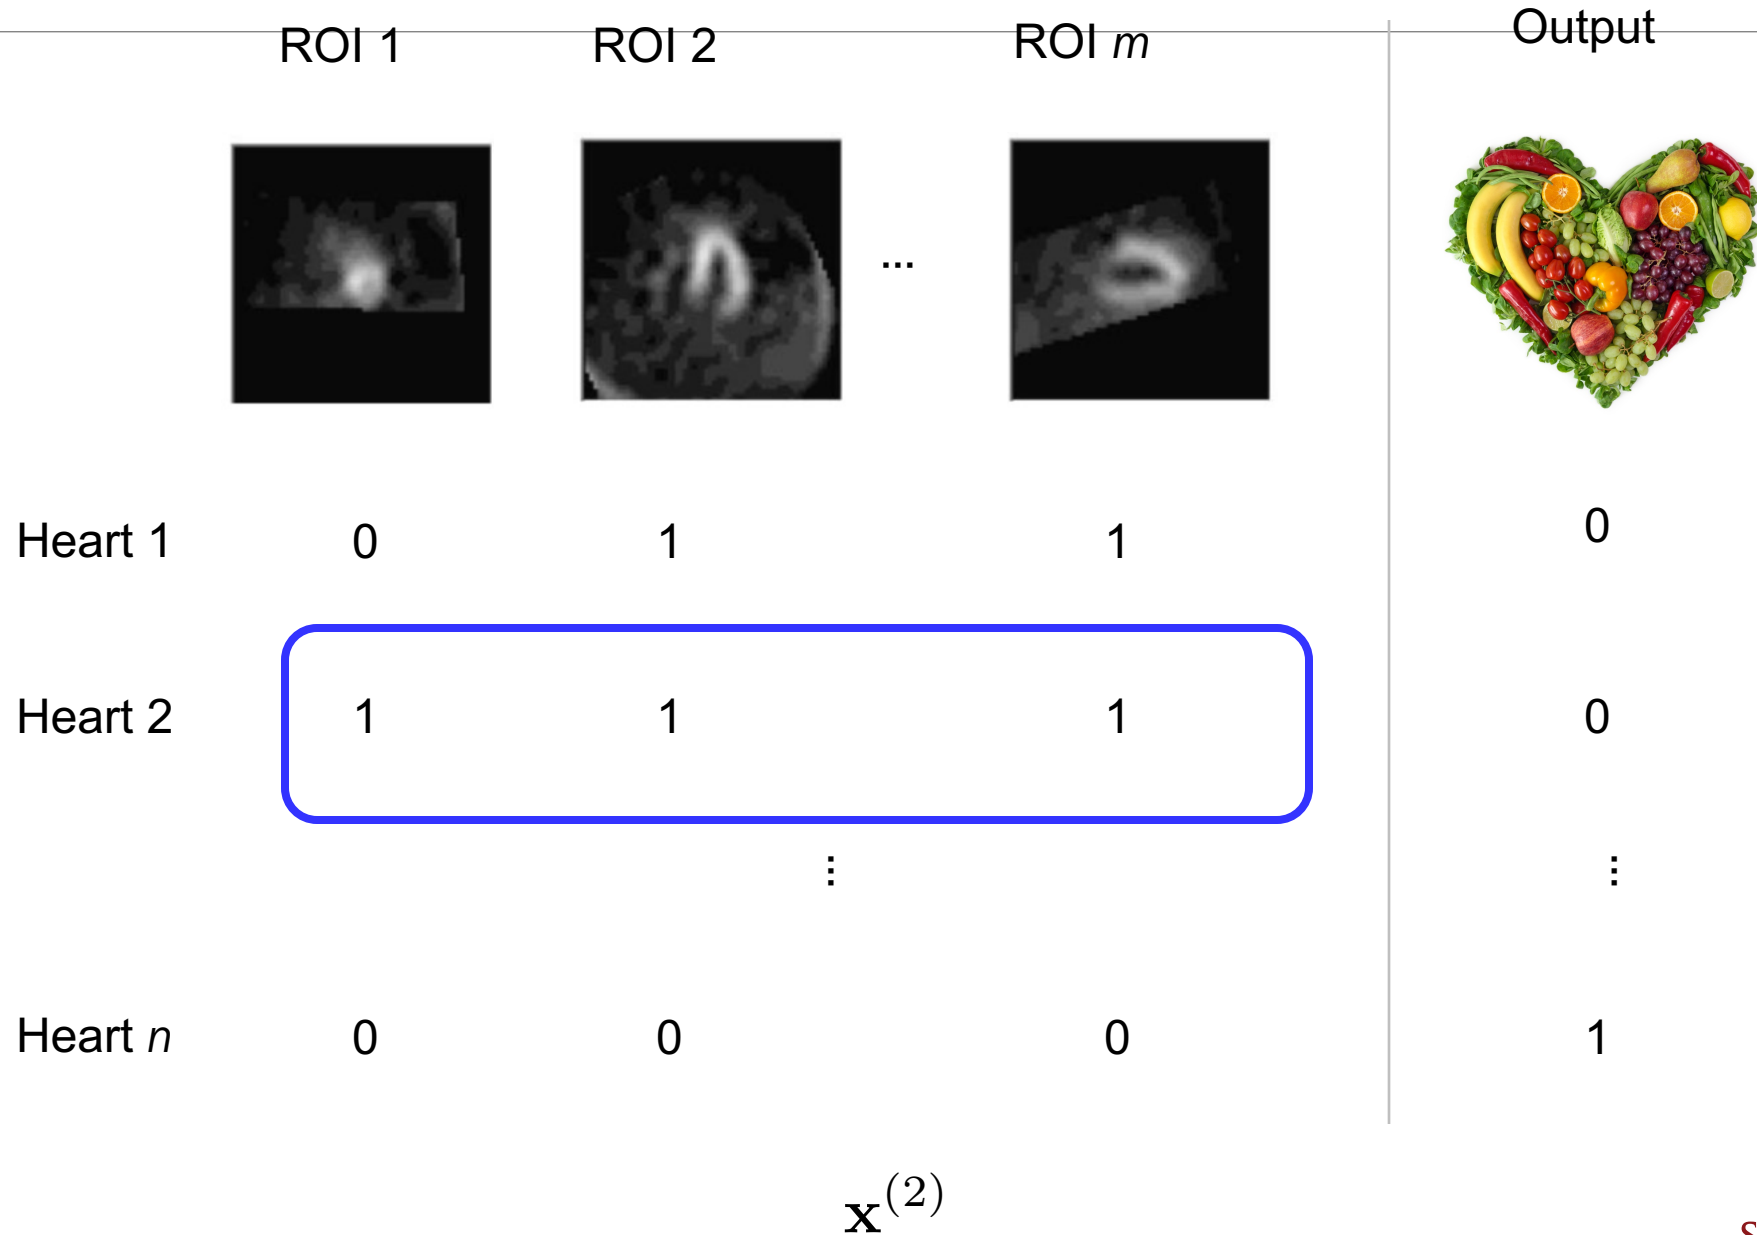 ROI 1 ROI 2 ROI m Output
...
Heart 1 0 1 1 0
Heart 2 1 1 1 0
⋮ ⋮
Heart n 0 0 0 1
x(2)